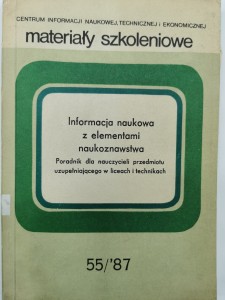 CENTRUM INFORMACJI NAUKOWEJ, TECHNICZNEJ i EKONOMICZNEJ
materiały szkoleniowe
Informacja naukowa
z elementami
naukoznawstwa
Poradnik dla nauczycieli przedmiotu
uzupełniającego w liceach i technikach
55/'87